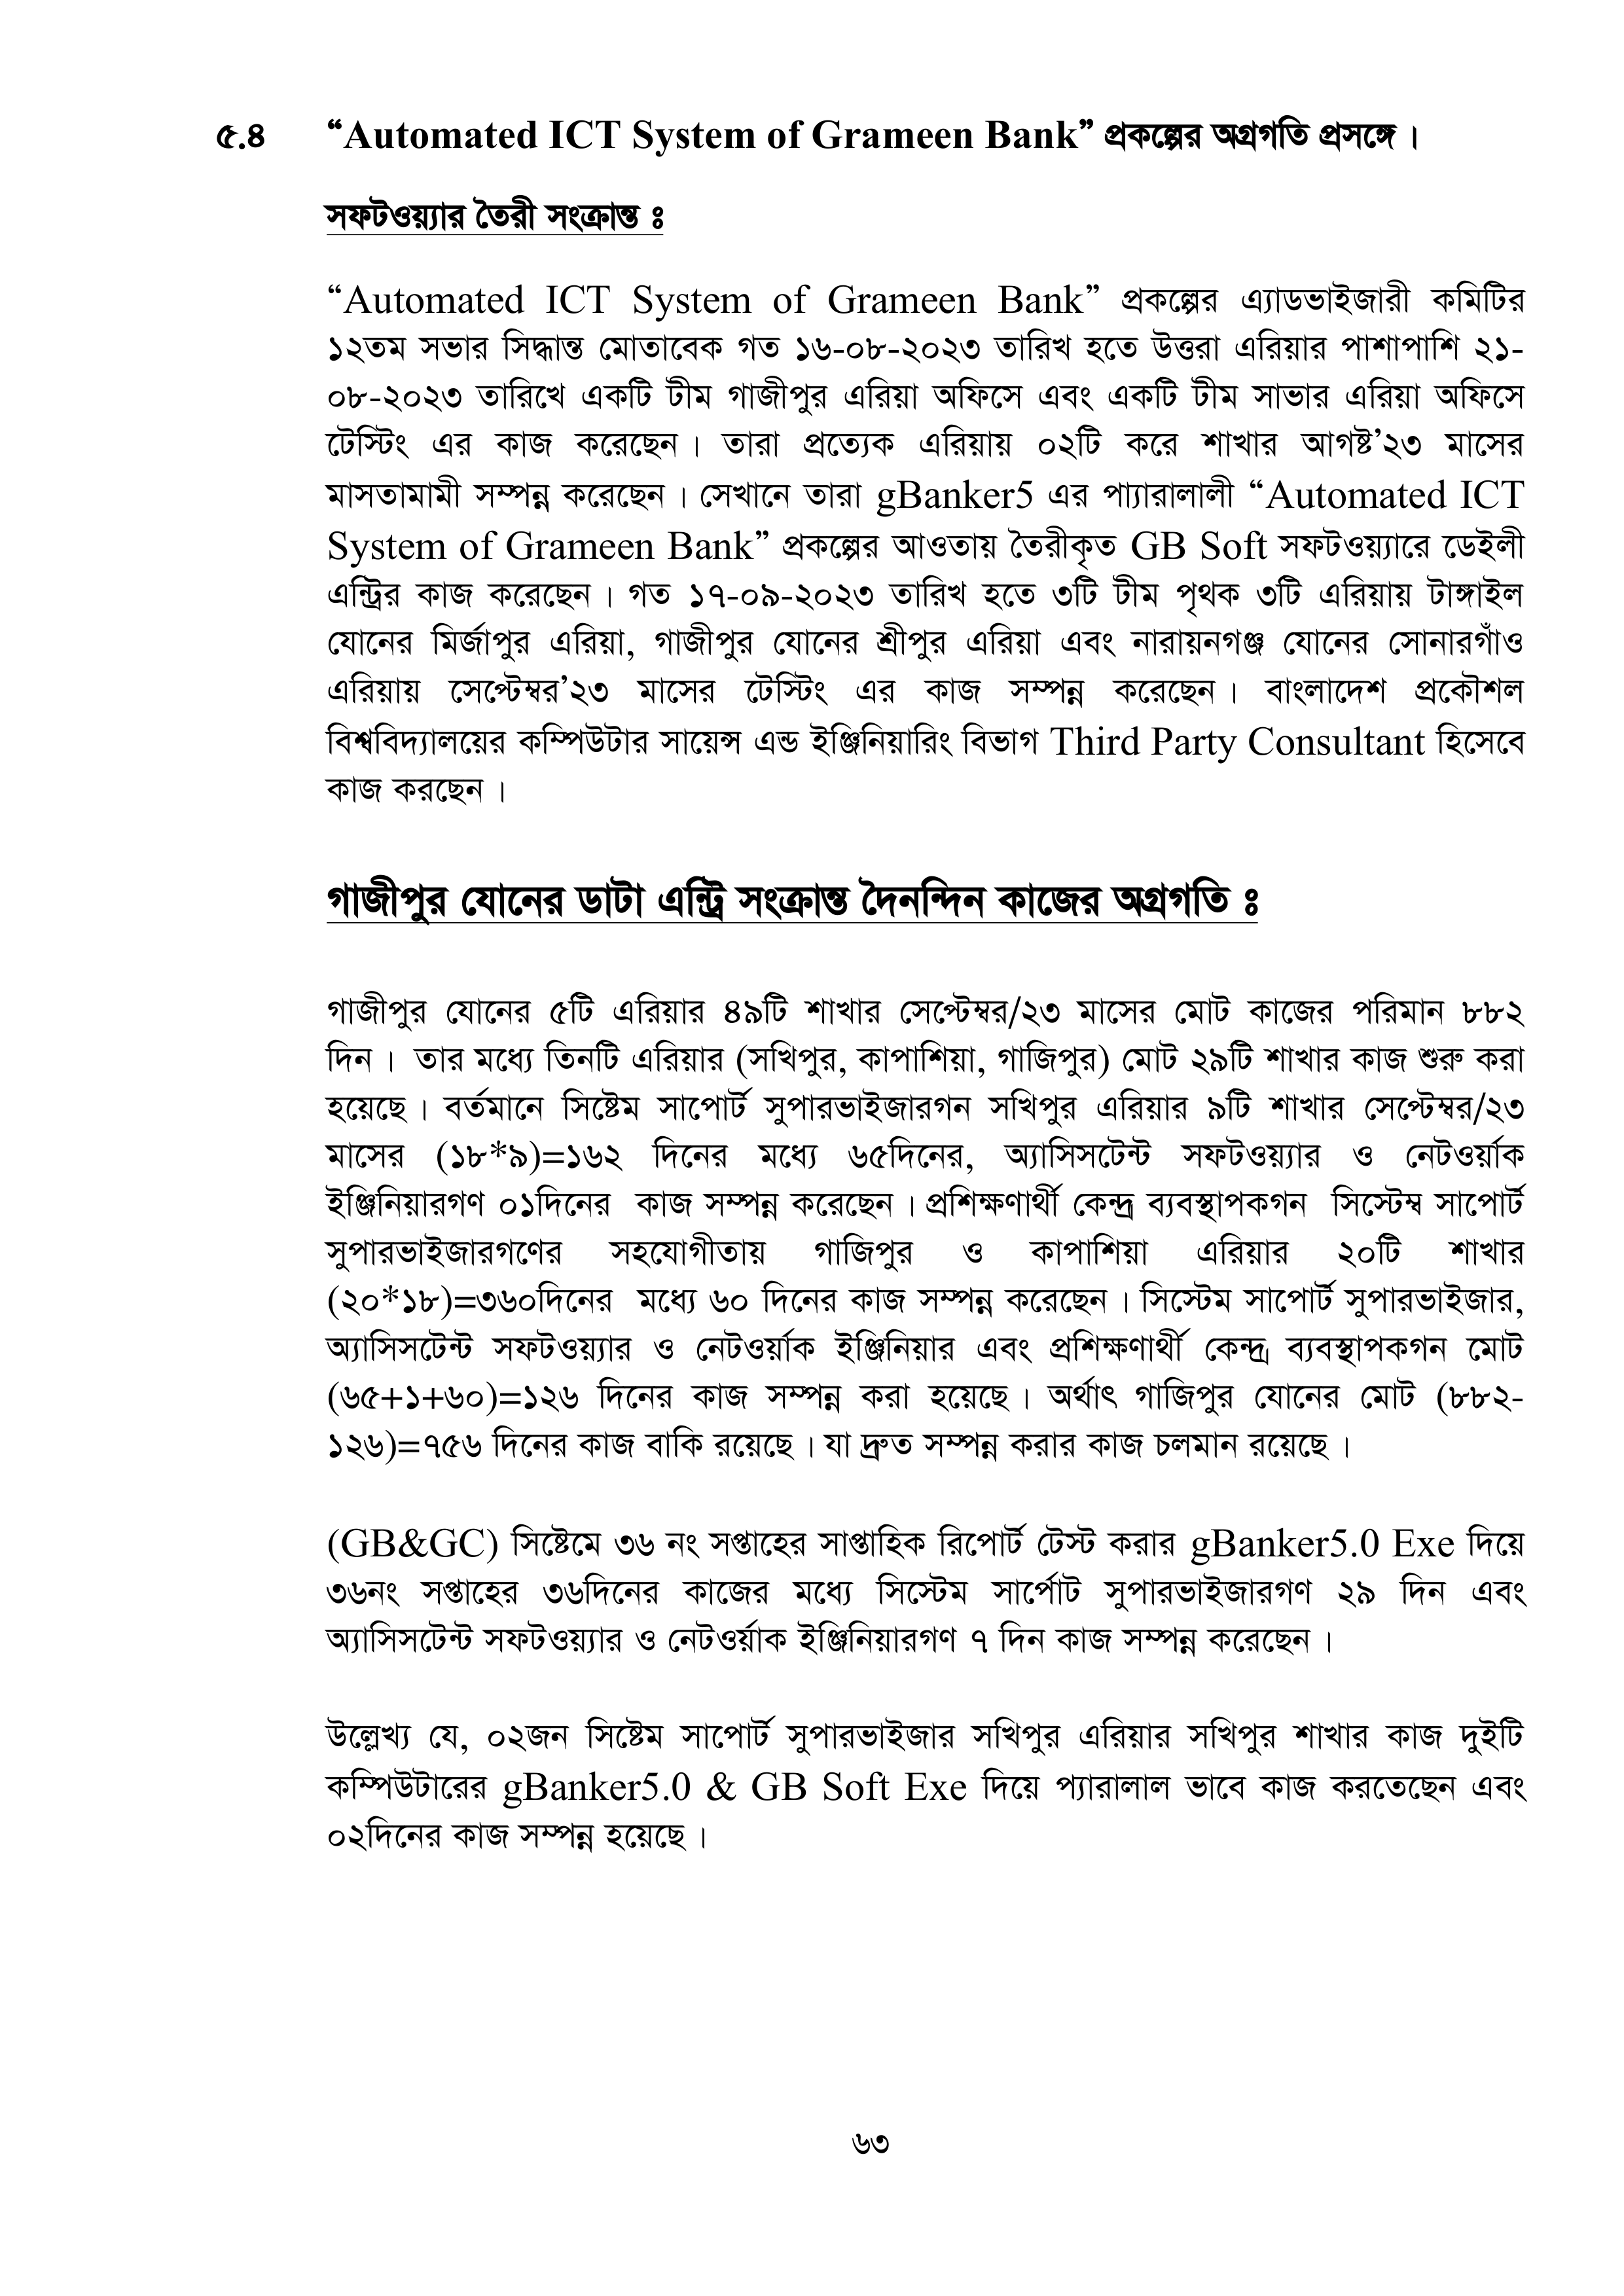 ৫.৪ “Automated ICT System of Grameen Bank” প্রকল্পের অগ্রগতি প্রসঙ্গে।
সফটওয়্যার তৈরী সংক্রান্ত ঃ
“Automated ICT System of Grameen Bank” প্রকল্পের এ্যাডভাইজারী কমিটির
১২তম সভার সিদ্ধান্ত মোতাবেক গত ১৬-০৮-২০২৩ তারিখ হতে উত্তরা এরিয়ার পাশাপাশি ২১-
০৮-২০২৩ তারিখে একটি টীম গাজীপুর এরিয়া অফিসে এবং একটি টীম সাভার এরিয়া অফিসে
টেস্টিং এর কাজ করেছেন। তারা প্রত্যেক এরিয়ায় ০২টি করে শাখার আগষ্ট’২৩ মাসের
মাসতামামী সম্পন্ন করেছেন। সেখানে তারা gBanker5 এর প্যারালালী “Automated ICT
System of Grameen Bank” প্রকল্পের আওতায় তৈরীকৃত GB Soft সফটওয়্যারে ডেইলী
এন্ট্রির কাজ করেছেন। গত ১৭-০৯-২০২৩ তারিখ হতে ৩টি টীম পৃথক ৩টি এরিয়ায় টাঙ্গাইল
যোনের মির্জাপুর এরিয়া, গাজীপুর যোনের শ্রীপুর এরিয়া এবং নারায়নগঞ্জ যোনের সোনারগাঁও
এরিয়ায় সেপ্টেম্বর’২৩ মাসের টেস্টিং এর কাজ সম্পন্ন করেছেন। বাংলাদেশ প্রকৌশল
বিশ্ববিদ্যালয়ের কম্পিউটার সায়েন্স এন্ড ইঞ্জিনিয়ারিং বিভাগ Third Party Consultant হিসেবে
কাজ করছেন।
গাজীপুর যোনের ডাটা এন্ট্রি সংক্রান্ত দৈনন্দিন কাজের অগ্রগতি ঃ
গাজীপুর যোনের ৫টি এরিয়ার ৪৯টি শাখার সেপ্টেম্বর/২৩ মাসের মোট কাজের পরিমান ৮৮২
দিন। তার মধ্যে তিনটি এরিয়ার (সখিপুর, কাপাশিয়া, গাজিপুর) মোট ২৯টি শাখার কাজ শুরু করা
হয়েছে। বর্তমানে সিষ্টেম সাপোর্ট সুপারভাইজারগন সখিপুর এরিয়ার ৯টি শাখার সেপ্টেম্বর/২৩
মাসের (১৮*৯)=১৬২ দিনের মধ্যে ৬৫দিনের, অ্যাসিসটেন্ট সফটওয়্যার ও নেটওর্য়াক
ইঞ্জিনিয়ারগণ ০১দিনের কাজ সম্পন্ন করেছেন। প্রশিক্ষণার্থী কেন্দ্র ব্যবস্থাপকগন সিস্টেম্ব সাপোর্ট
সুপারভাইজারগণের সহযোগীতায় গাজিপুর ও কাপাশিয়া এরিয়ার ২০টি শাখার
(২০*১৮)=৩৬০দিনের মধ্যে ৬০ দিনের কাজ সম্পন্ন করেছেন। সিস্টেম সাপোর্ট সুপারভাইজার,
অ্যাসিসটেন্ট সফটওয়্যার ও নেটওর্য়াক ইঞ্জিনিয়ার এবং প্রশিক্ষণার্থী কেন্দ্র ব্যবস্থাপকগন মোট
(৬৫+১+৬০)=১২৬ দিনের কাজ সম্পন্ন করা হয়েছে। অর্থাৎ গাজিপুর যোনের মোট (৮৮২-
১২৬)=৭৫৬ দিনের কাজ বাকি রয়েছে। যা দ্রুত সম্পন্ন করার কাজ চলমান রয়েছে।
(GB&GC) সিষ্টেমে ৩৬ নং সপ্তাহের সাপ্তাহিক রিপোর্ট টেস্ট করার gBanker5.0 Exe দিয়ে
৩৬নং সপ্তাহের ৩৬দিনের কাজের মধ্যে সিস্টেম সার্পোট সুপারভাইজারগণ ২৯ দিন এবং
অ্যাসিসটেন্ট সফটওয়্যার ও নেটওর্য়াক ইঞ্জিনিয়ারগণ ৭ দিন কাজ সম্পন্ন করেছেন।
উল্লেখ্য যে, ০২জন সিষ্টেম সাপোর্ট সুপারভাইজার সখিপুর এরিয়ার সখিপুর শাখার কাজ দুইটি
কম্পিউটারের gBanker5.0 & GB Soft Exe দিয়ে প্যারালাল ভাবে কাজ করতেছেন এবং
০২দিনের কাজ সম্পন্ন হয়েছে।
৬৩